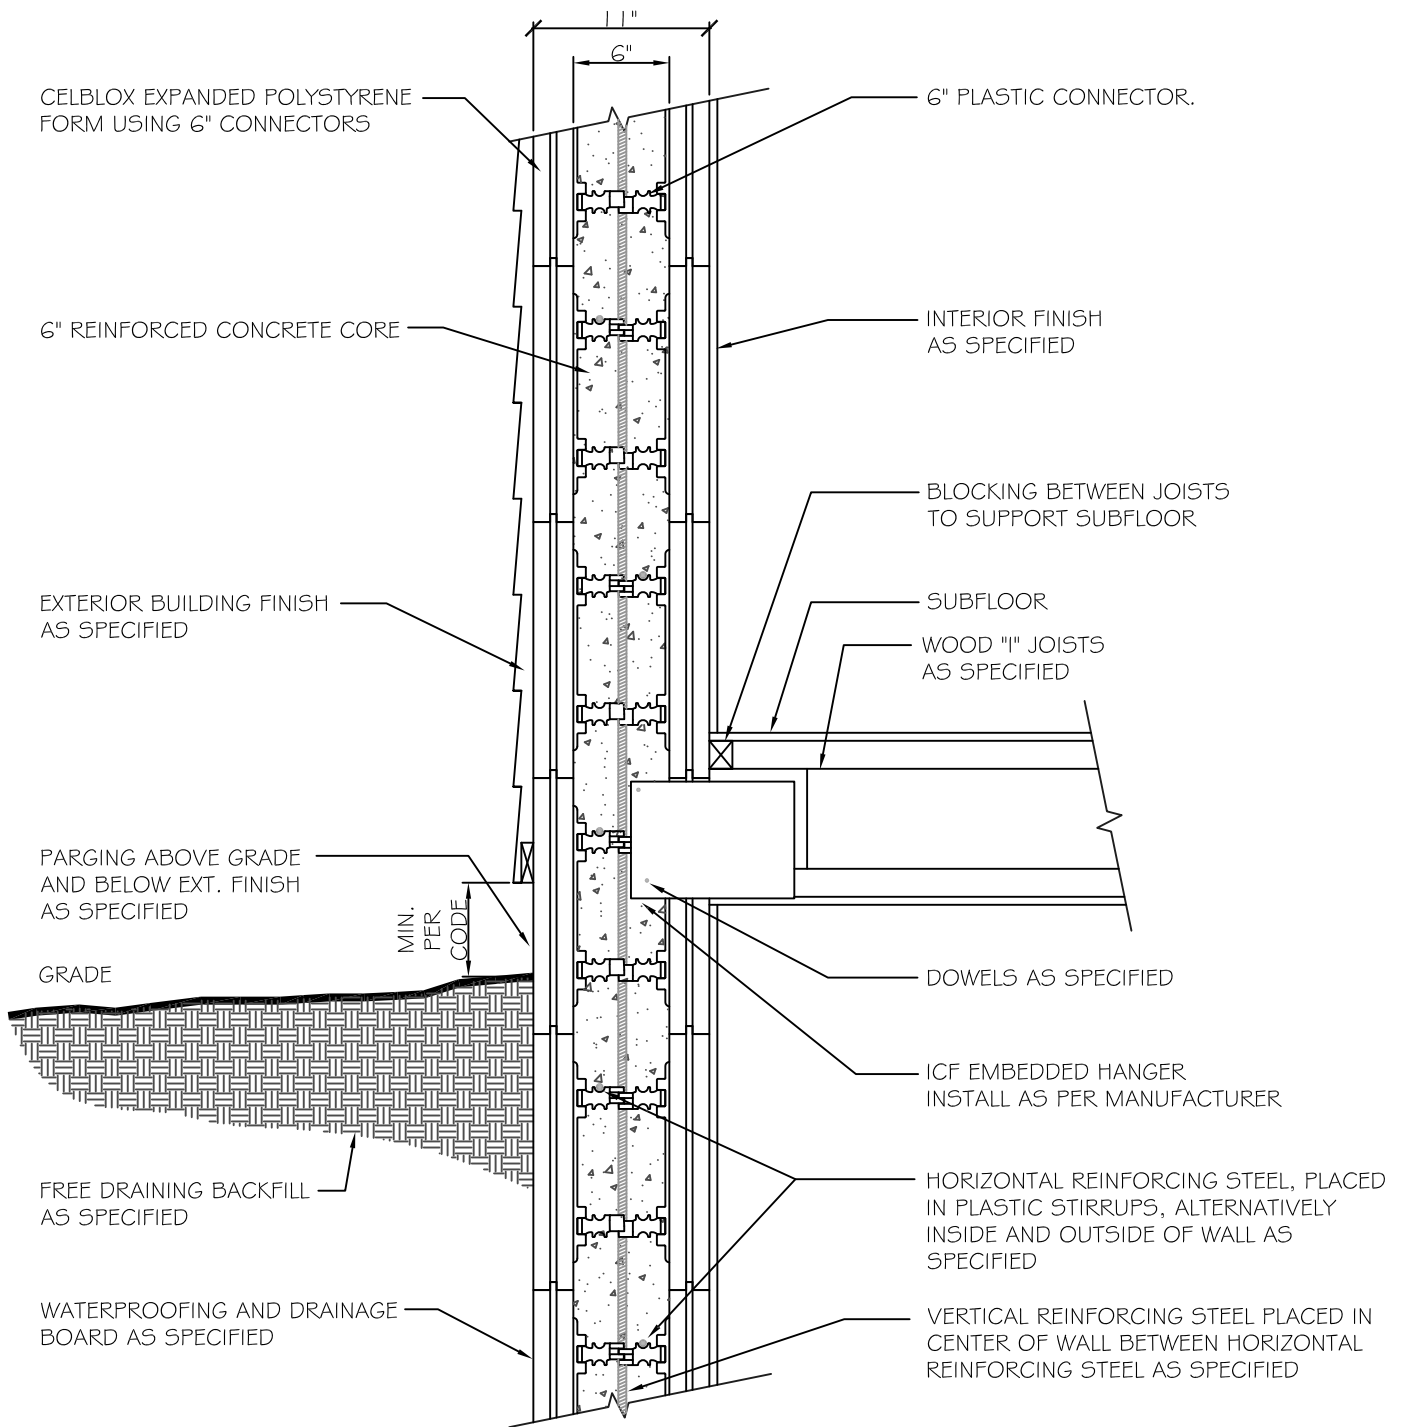 11"
6"
CELBLOX EXPANDED POLYSTYRENE
FORM USING 6" CONNECTORS
6" PLASTIC CONNECTOR.
6" REINFORCED CONCRETE CORE
INTERIOR FINISH
AS SPECIFIED
BLOCKING BETWEEN JOISTS
TO SUPPORT SUBFLOOR
EXTERIOR BUILDING FINISH
AS SPECIFIED
SUBFLOOR
WOOD "I" JOISTS
AS SPECIFIED
PARGING ABOVE GRADE
AND BELOW EXT. FINISH
AS SPECIFIED
MIN.
PER
CODE
GRADE
DOWELS AS SPECIFIED
ICF EMBEDDED HANGER
INSTALL AS PER MANUFACTURER
FREE DRAINING BACKFILL
AS SPECIFIED
HORIZONTAL REINFORCING STEEL, PLACED
IN PLASTIC STIRRUPS, ALTERNATIVELY
INSIDE AND OUTSIDE OF WALL AS
SPECIFIED
WATERPROOFING AND DRAINAGE
BOARD AS SPECIFIED
VERTICAL REINFORCING STEEL PLACED IN
CENTER OF WALL BETWEEN HORIZONTAL
REINFORCING STEEL AS SPECIFIED